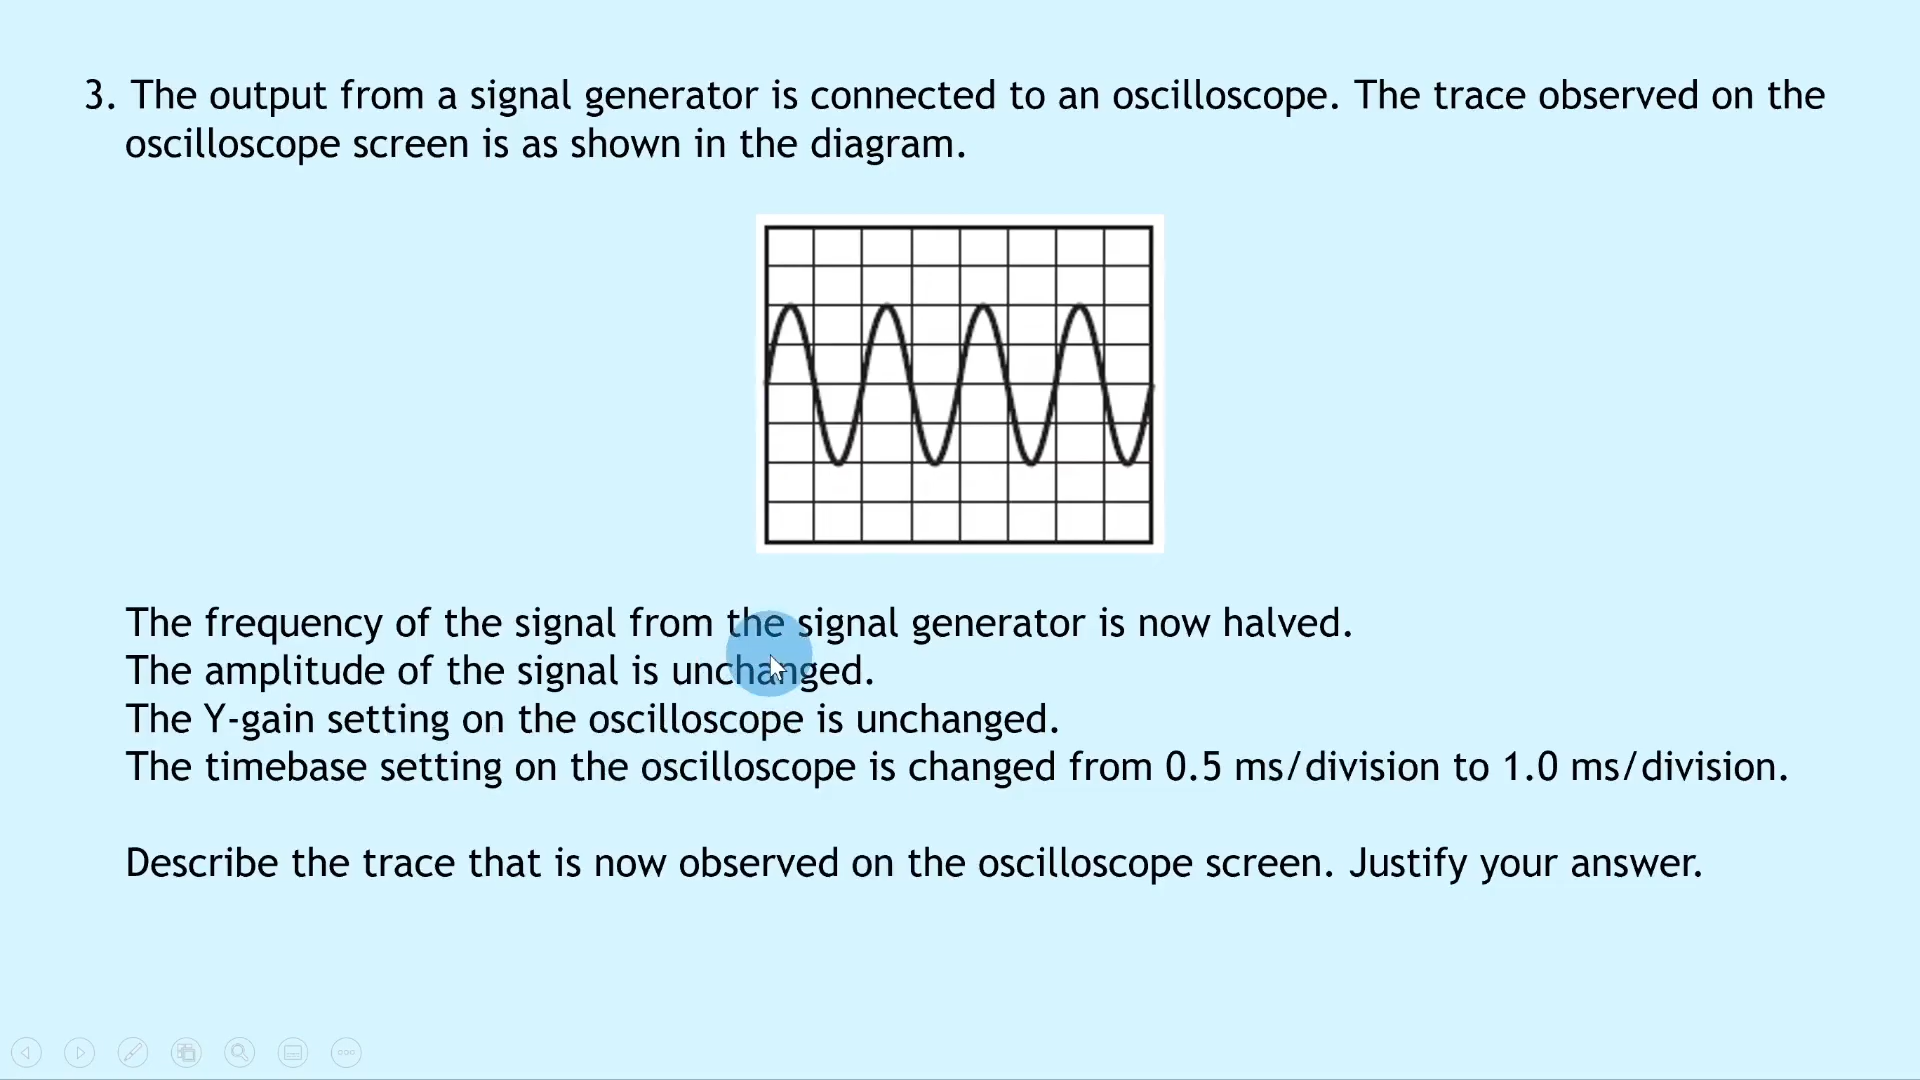 3. The output from a signal generator is connected to an oscilloscope. The trace observed on the
oscilloscope screen is as shown in the diagram.
The frequency of the signal from the signal generator is now halved.
The amplitude of the signal is unchanged.
The Y-gain setting on the oscilloscope is unchanged.
The timebase setting on the oscilloscope is changed from 0.5 ms/division to 1.0 ms/division.
Describe the trace that is now observed on the oscilloscope screen. Justify your answer.